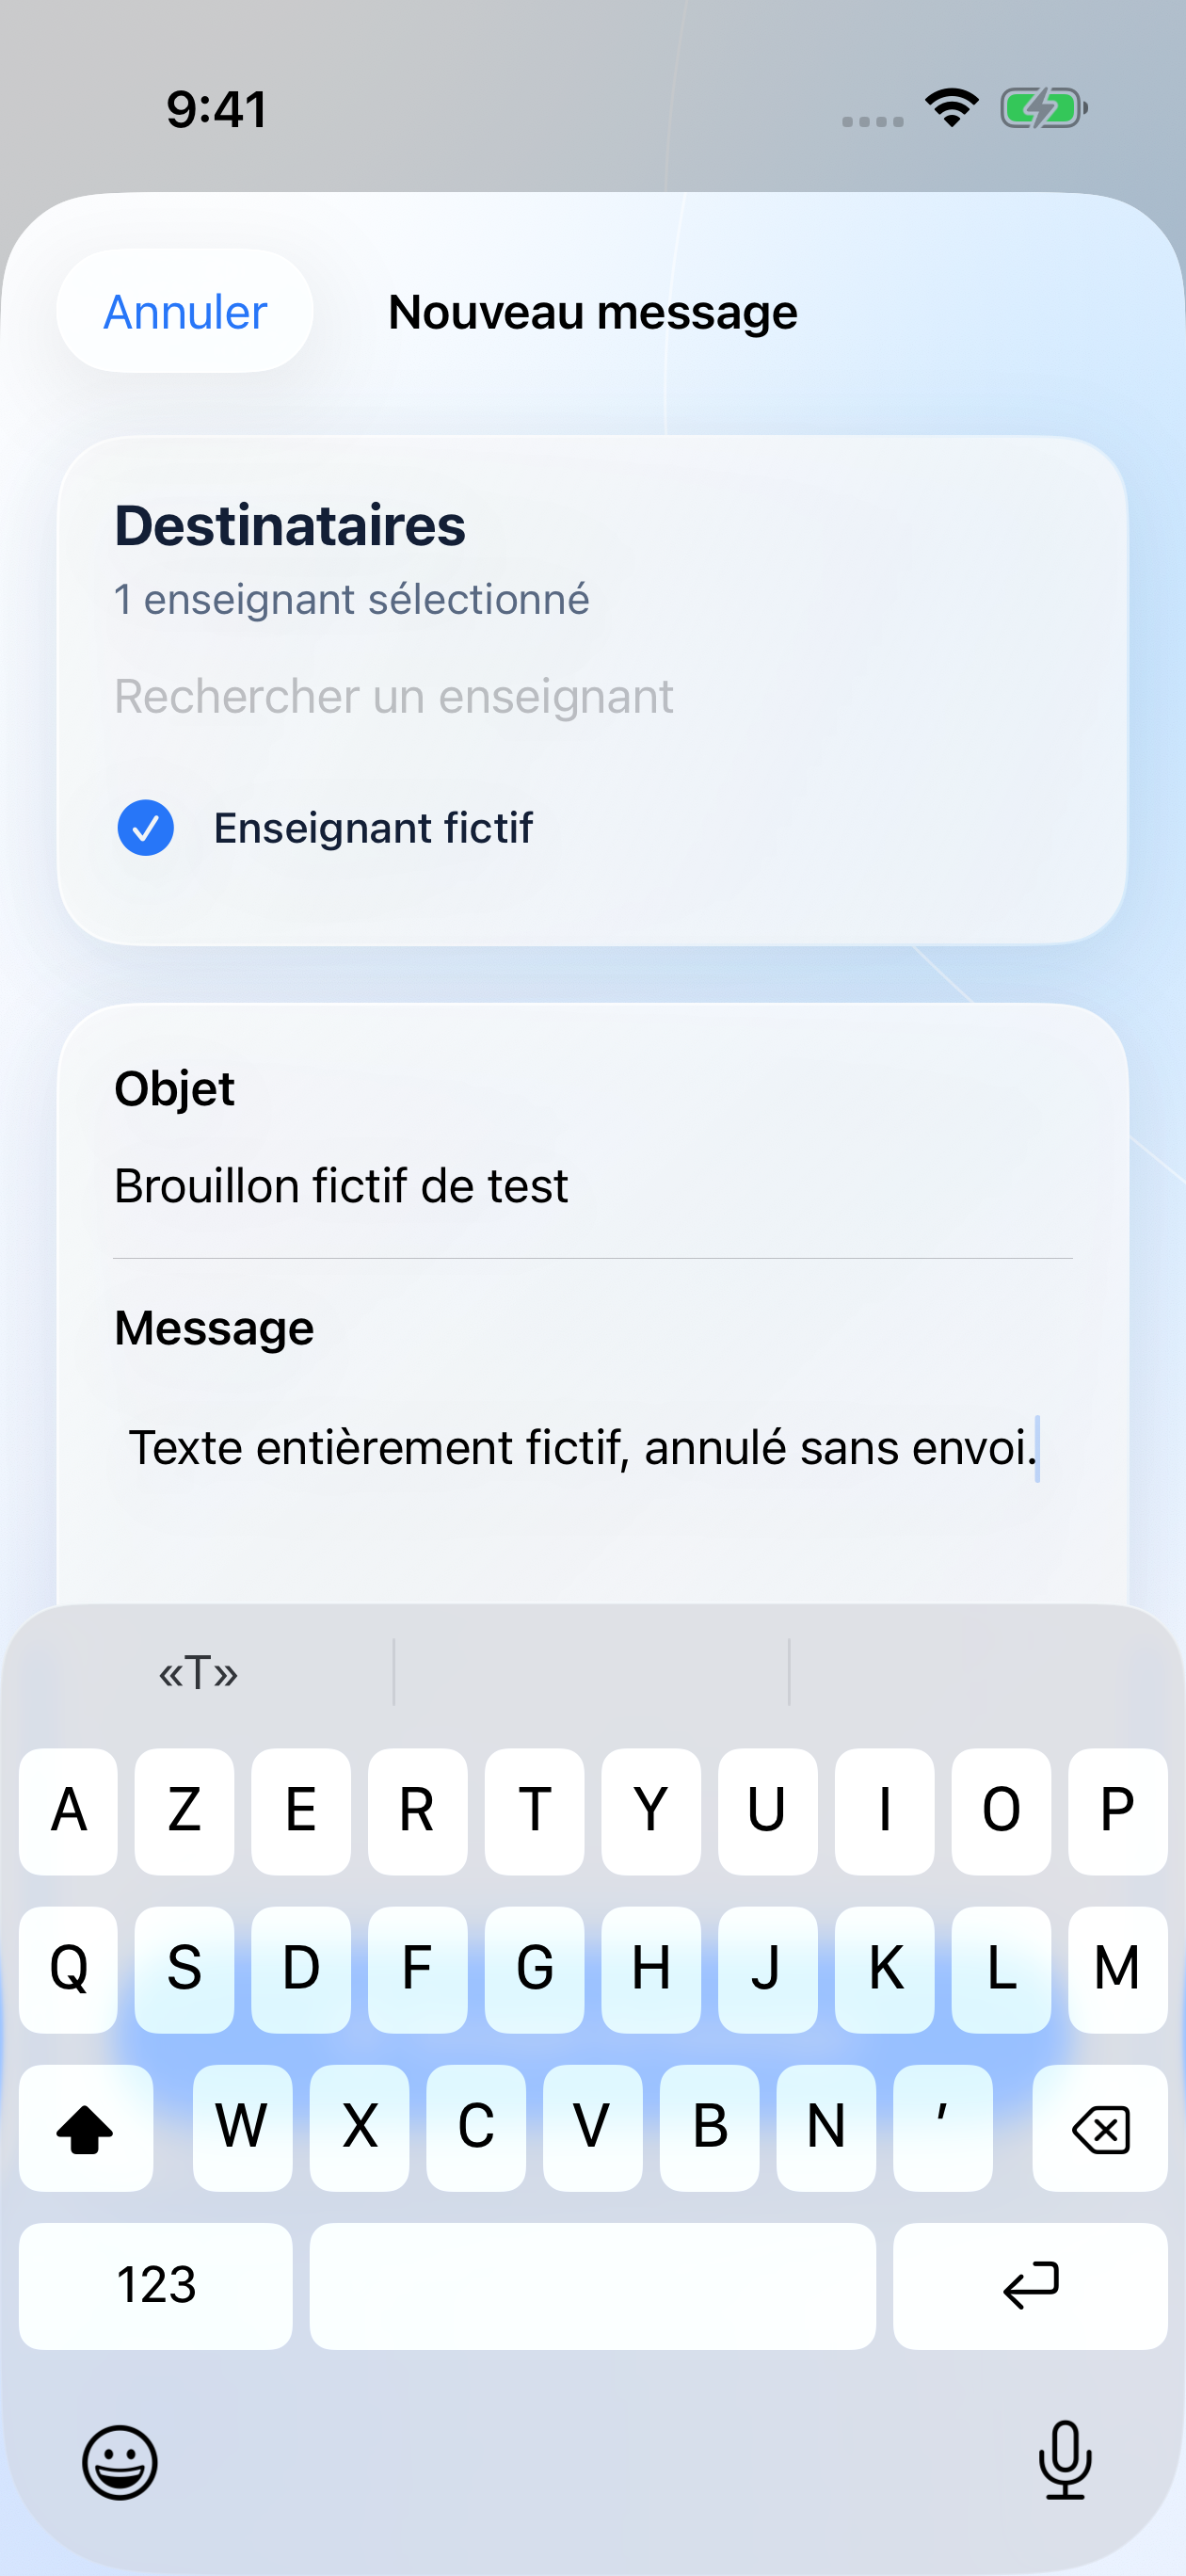 9:41
Annuler
Nouveau message
Destinataires
1 enseignant sélectionné
Rechercher un enseignant
Enseignant fictif
Objet
Brouillon fictif de test
Message
Texte entièrement fictif, annulé sans envoi.
«T»
A Z E R T Y U I O P
Q S D F G H J K L M
W X C V B N ′
123